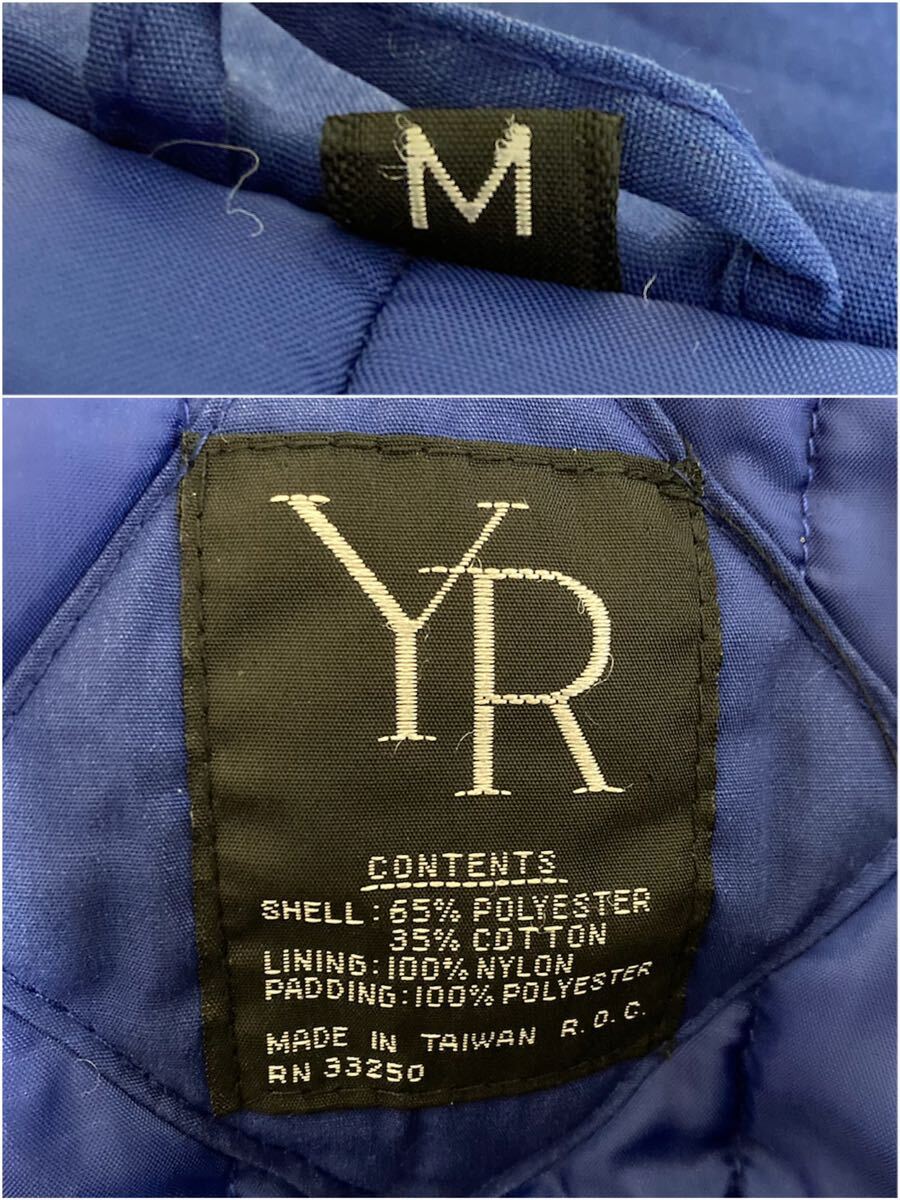 M
YR
CONTENTS
SHELL: 65% POLYESTER
35% COTTON
LINING: 100% NYLON
PADDING: 100% POLYESTER
MADE IN TAIWAN R.O.C.
RN 33250